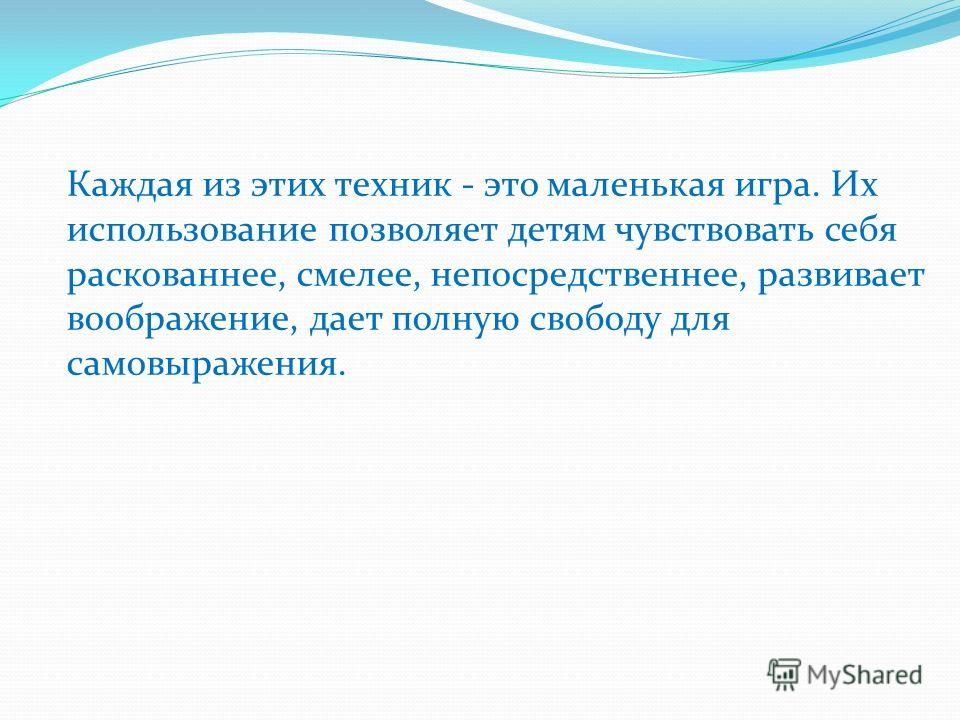 Каждая из этих техник - это маленькая игра. Их
использование позволяет детям чувствовать себя
раскованнее, смелее, непосредственнее, развивает
воображение, дает полную свободу для
самовыражения.
MyShared